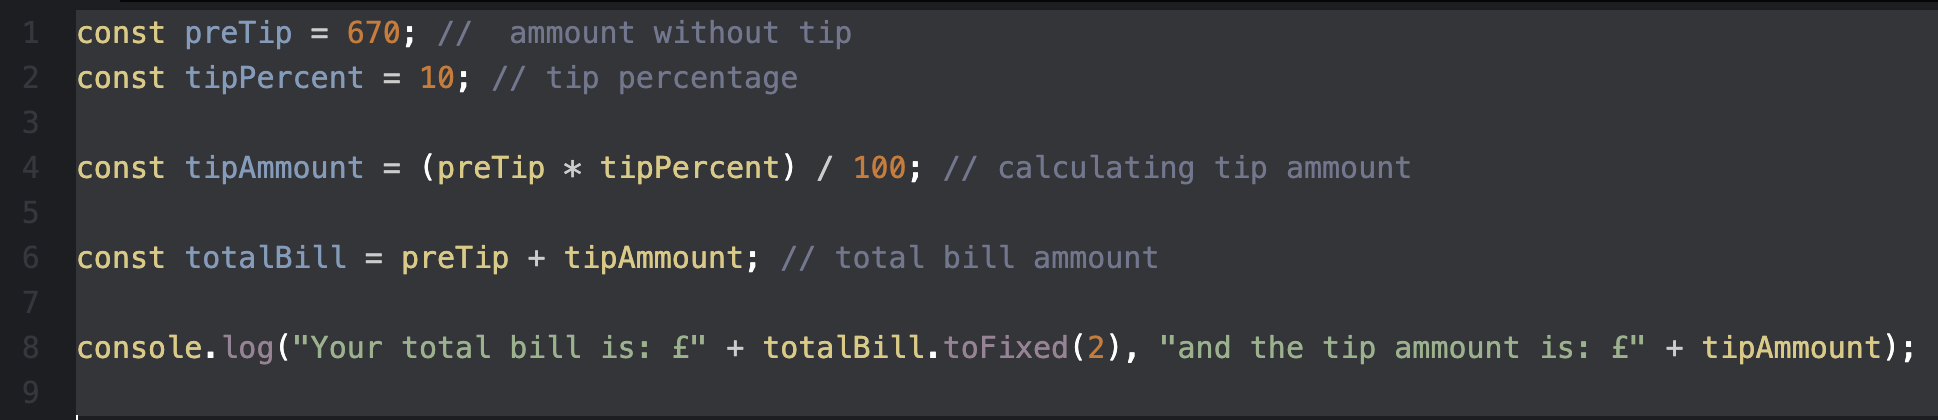 1 const preTip = 670; //  ammount without tip
2 const tipPercent = 10; // tip percentage
3
4 const tipAmmount = (preTip * tipPercent) / 100; // calculating tip ammount
5
6 const totalBill = preTip + tipAmmount; // total bill ammount
7
8 console.log("Your total bill is: £" + totalBill.toFixed(2), "and the tip ammount is: £" + tipAmmount);
9